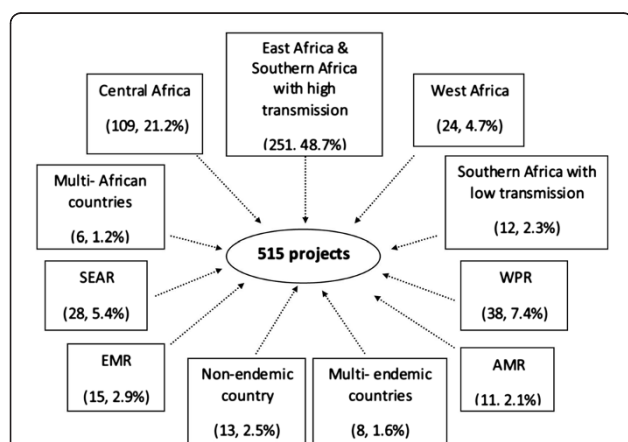 Central Africa
(109, 21.2%)
East Africa &
Southern Africa
with high
transmission
(251. 48.7%)
West Africa
(24, 4.7%)
Multi- African
countries
(6, 1.2%)
Southern Africa with
low transmission
(12, 2.3%)
515 projects
SEAR
(28, 5.4%)
WPR
(38, 7.4%)
EMR
(15, 2.9%)
Non-endemic
country
(13, 2.5%)
Multi- endemic
countries
(8, 1.6%)
AMR
(11. 2.1%)